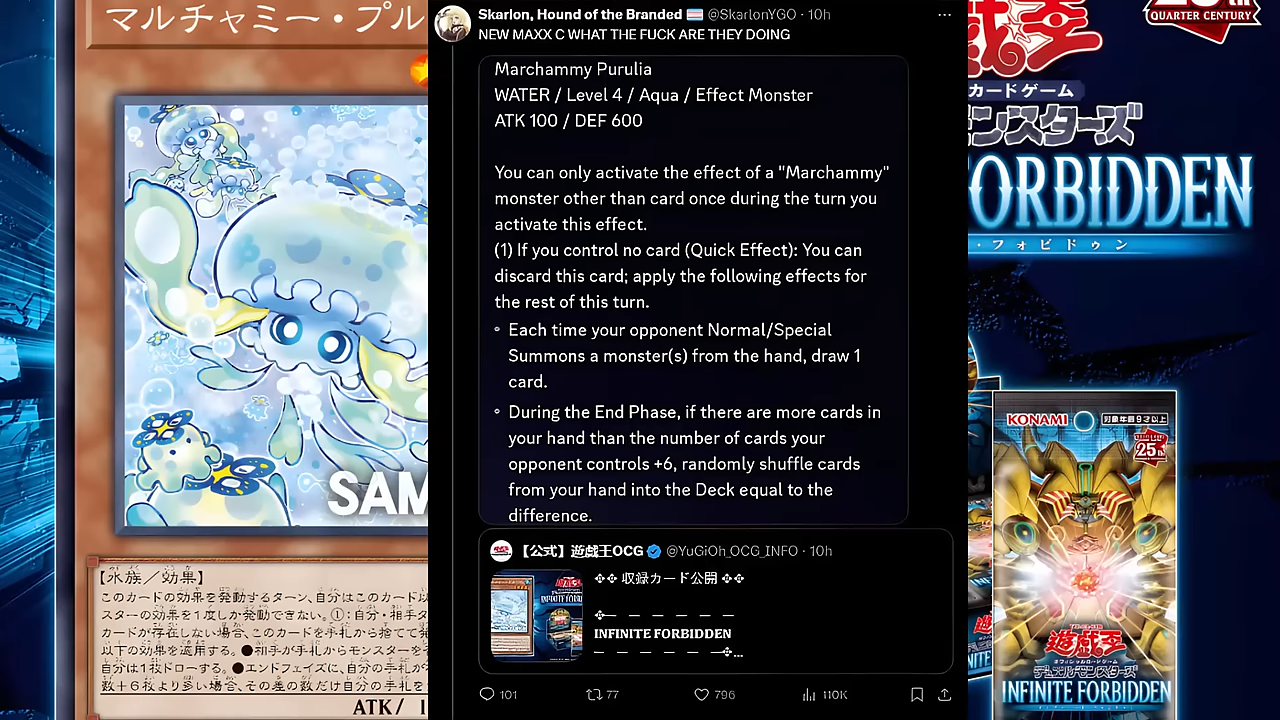 マルチャミー・プル
SAM
【水族／効果】
このカードの効果を発動するターン、自分はこのカード以
スターの効果を１度しか発動できない。①：自分・相手タ
カードが存在しない場合、このカードを手札から捨てて発
以下の効果を適用する。●相手が手札からモンスターを
自分は１枚ドローする。●エンドフェイズに、自分の手札が
数＋６枚より多い場合、その差の数だけ自分の手札を
ATK/ 1
Skarlon, Hound of the Branded @SkarlonYGO · 10h
NEW MAXX C WHAT THE FUCK ARE THEY DOING
Marchammy Purulia
WATER / Level 4 / Aqua / Effect Monster
ATK 100 / DEF 600
You can only activate the effect of a "Marchammy"
monster other than card once during the turn you
activate this effect.
(1) If you control no card (Quick Effect): You can
discard this card; apply the following effects for
the rest of this turn.
• Each time your opponent Normal/Special
Summons a monster(s) from the hand, draw 1
card.
• During the End Phase, if there are more cards in
your hand than the number of cards your
opponent controls +6, randomly shuffle cards
from your hand into the Deck equal to the
difference.
【公式】遊戯王OCG @YuGiOh_OCG_INFO · 10h
収録カード公開
INFINITE FORBIDDEN
101 77 796 110K
QUARTER CENTURY
カードゲーム
ンスターズ
ORBIDDEN
・フォビドゥン
KONAMI 対象年齢9才以上
25th
遊戯王
デュエルモンスターズ
INFINITE FORBIDDEN